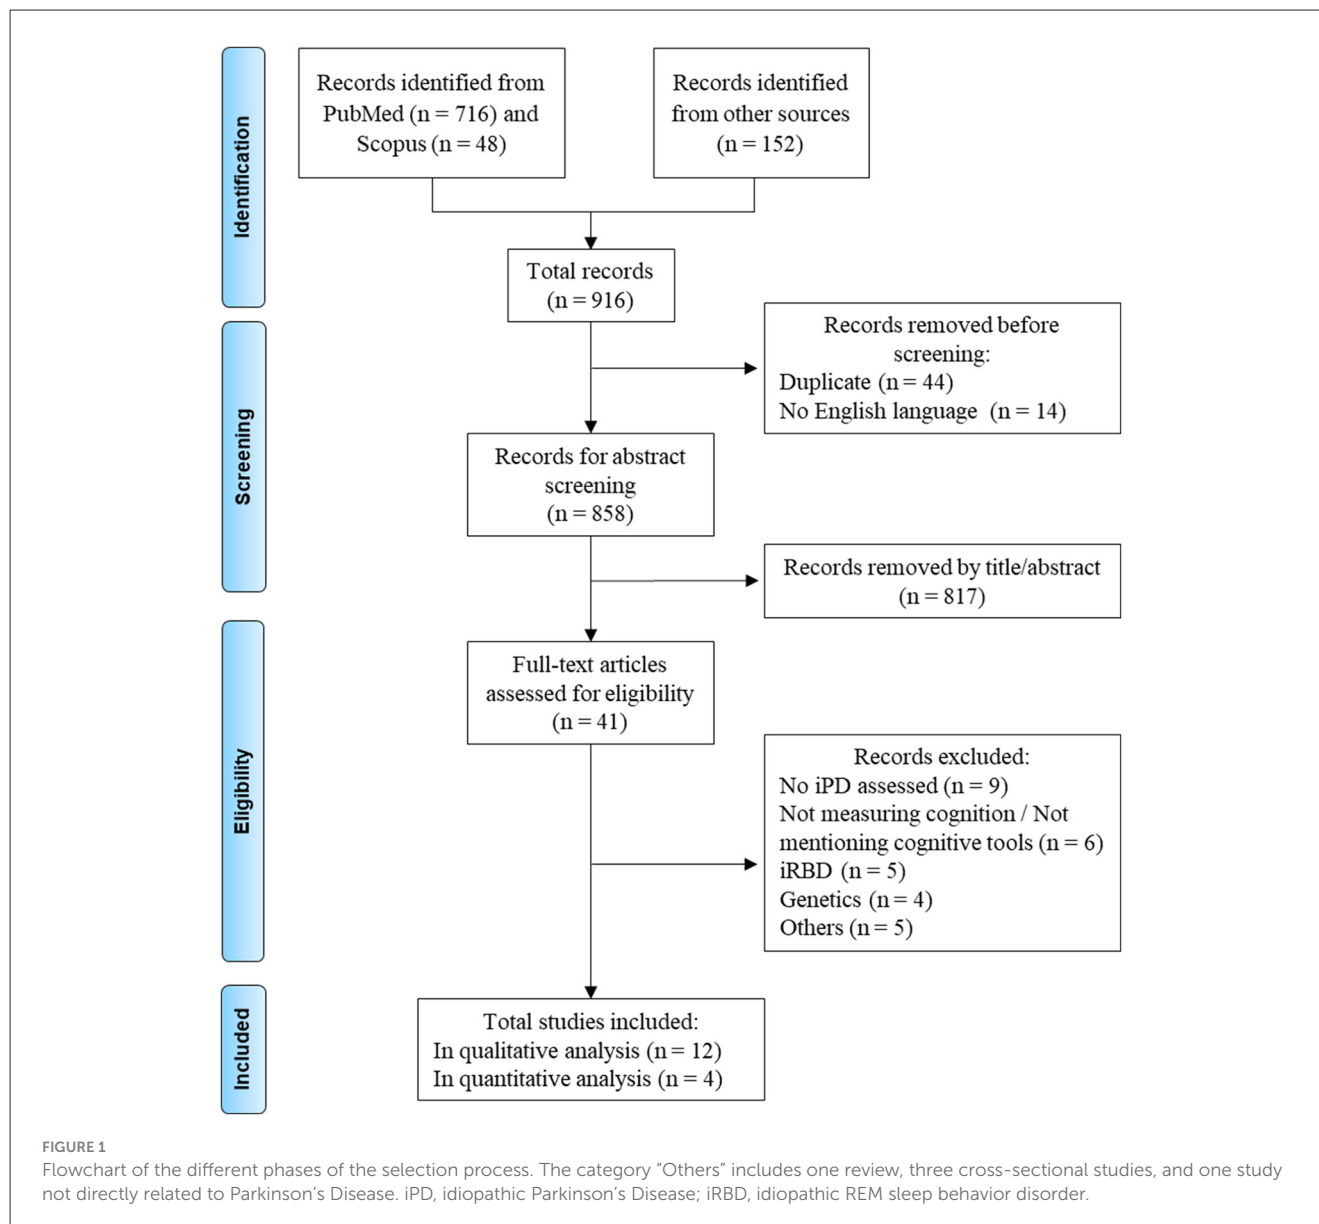 Identification
Records identified from
PubMed (n = 716) and
Scopus (n = 48)
Records identified
from other sources
(n = 152)
Total records
(n = 916)
Screening
Records removed before
screening:
Duplicate (n = 44)
No English language (n = 14)
Records for abstract
screening
(n = 858)
Records removed by title/abstract
(n = 817)
Eligibility
Full-text articles
assessed for eligibility
(n = 41)
Records excluded:
No iPD assessed (n = 9)
Not measuring cognition / Not
mentioning cognitive tools (n = 6)
iRBD (n = 5)
Genetics (n = 4)
Others (n = 5)
Included
Total studies included:
In qualitative analysis (n = 12)
In quantitative analysis (n = 4)
FIGURE 1
Flowchart of the different phases of the selection process. The category “Others” includes one review, three cross-sectional studies, and one study
not directly related to Parkinson’s Disease. iPD, idiopathic Parkinson’s Disease; iRBD, idiopathic REM sleep behavior disorder.